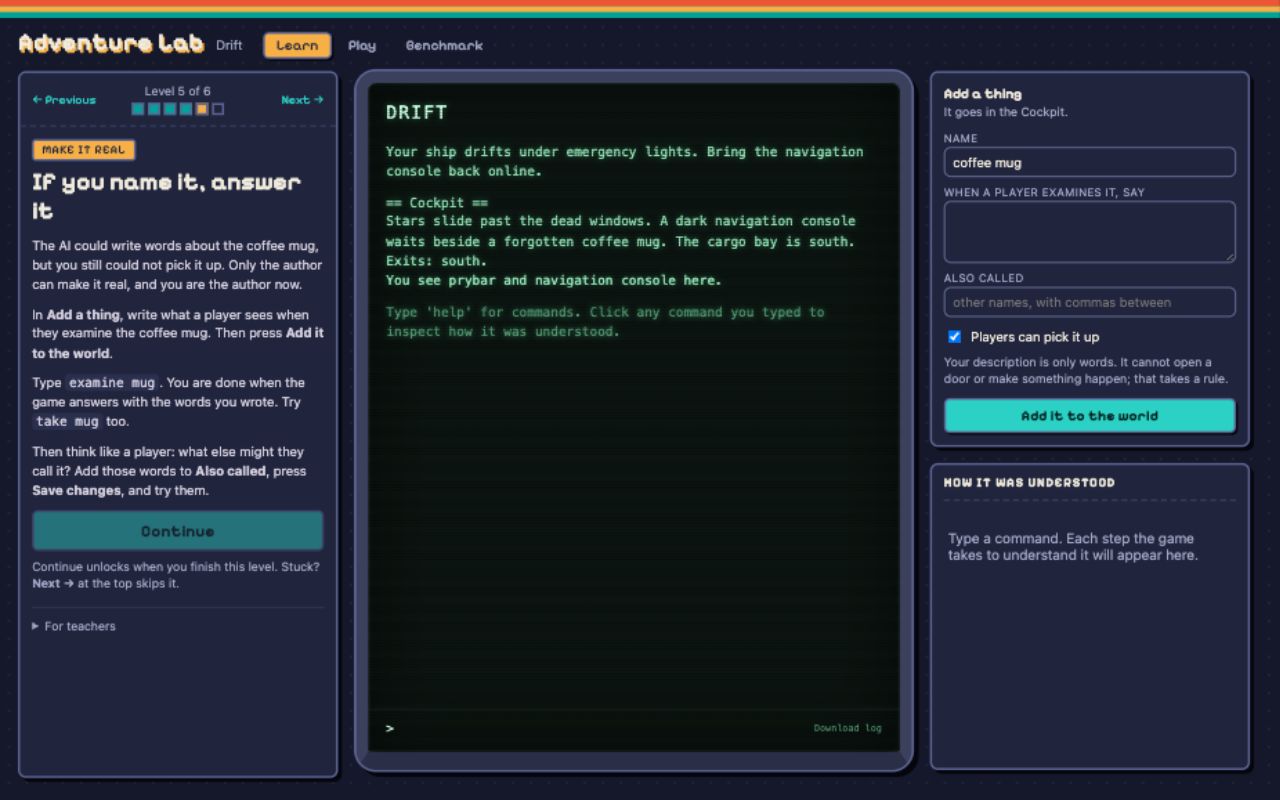 Adventure Lab Drift Learn Play Benchmark
← Previous
Level 5 of 6
Next →
MAKE IT REAL
If you name it, answer
it
The AI could write words about the coffee mug,
but you still could not pick it up. Only the author
can make it real, and you are the author now.
In Add a thing, write what a player sees when
they examine the coffee mug. Then press Add it
to the world.
Type examine mug. You are done when the
game answers with the words you wrote. Try
take mug too.
Then think like a player: what else might they
call it? Add those words to Also called, press
Save changes, and try them.
Continue
Continue unlocks when you finish this level. Stuck?
Next → at the top skips it.
▶ For teachers
DRIFT
Your ship drifts under emergency lights. Bring the navigation
console back online.
== Cockpit ==
Stars slide past the dead windows. A dark navigation console
waits beside a forgotten coffee mug. The cargo bay is south.
Exits: south.
You see prybar and navigation console here.
Type 'help' for commands. Click any command you typed to
inspect how it was understood.
>
Download log
Add a thing
It goes in the Cockpit.
NAME
coffee mug
WHEN A PLAYER EXAMINES IT, SAY
ALSO CALLED
other names, with commas between
Players can pick it up
Your description is only words. It cannot open a
door or make something happen; that takes a rule.
Add it to the world
HOW IT WAS UNDERSTOOD
Type a command. Each step the game
takes to understand it will appear here.